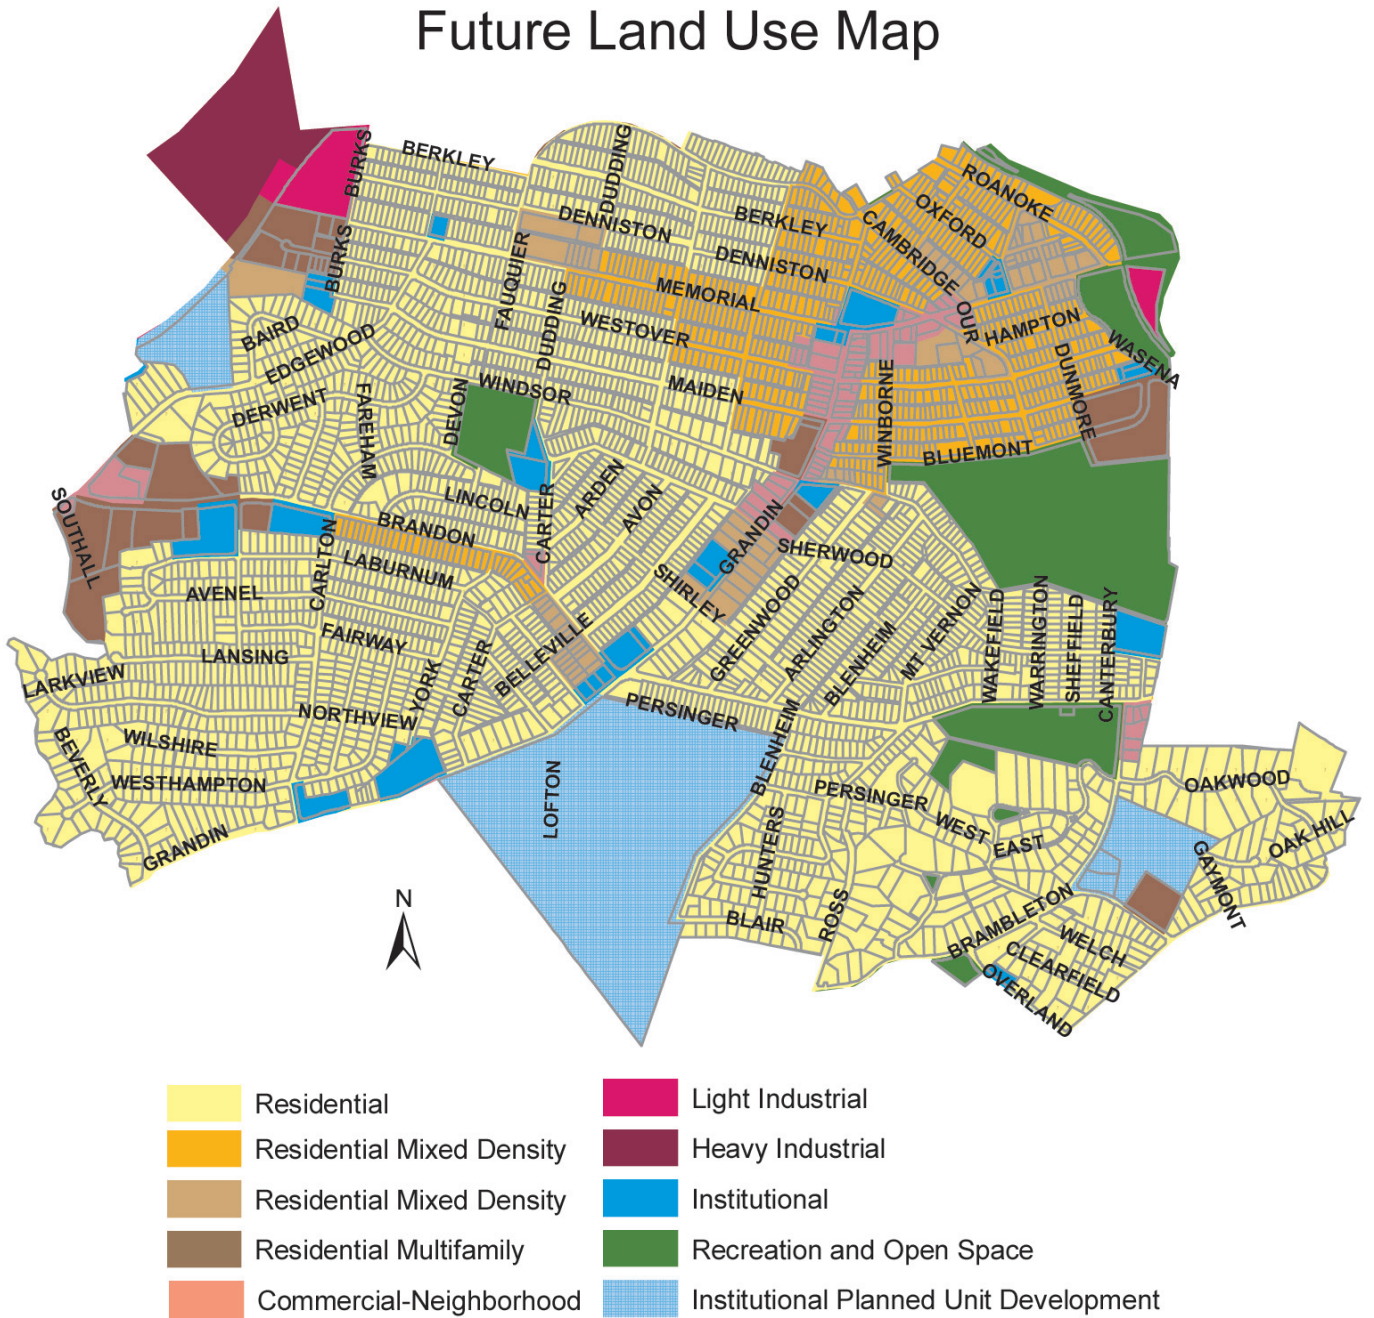 Future Land Use Map
BERKLEY
DUDDING
BURKS
ROANOKE
OXFORD
DENNISTON
BERKLEY
CAMBRIDGE
BURKS
FAUQUIER
DENNISTON
MEMORIAL
OUR
HAMPTON
DUDDING
WESTOVER
BAIRD
EDGEWOOD
WASENA
DUNMORE
WINDSOR
MAIDEN
WINBORNE
DERWENT
FAREHAM
DEVON
BLUEMONT
LINCOLN
ARDEN
AVON
SOUTHALL
BRANDON
CARTER
GRANDIN
SHERWOOD
CARLTON
LABURNUM
AVENEL
SHIRLEY
GREENWOOD
ARLINGTON
BLENHEIM
MT VERNON
WAKEFIELD
WARRINGTON
SHEFIELD
CANTERBURY
FAIRWAY
LANSING
YORK
CARTER
BELLEVILLE
LARKVIEW
NORTHVIEW
PERSINGER
BLENHEIM
BEVERLY
WILSHIRE
WESTHAMPTON
LOFTON
PERSINGER
OAKWOOD
GRANDIN
WEST
EAST
OAK HILL
HUNTERS
GAYMONT
BLAIR
ROSS
BRAMBLETON
WELCH
CLEARFIELD
OVERLAND
N
Residential
Residential Mixed Density
Residential Mixed Density
Residential Multifamily
Commercial-Neighborhood
Light Industrial
Heavy Industrial
Institutional
Recreation and Open Space
Institutional Planned Unit Development